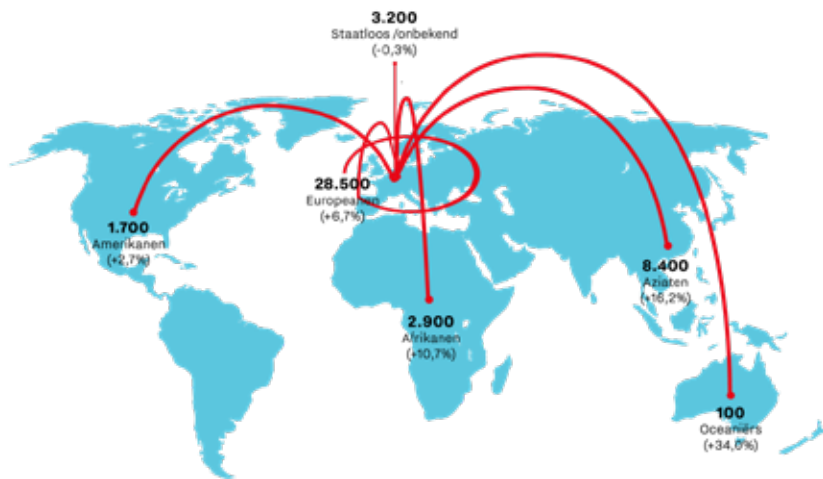 3.200
Staatloos /onbekend
(-0,3%)
28.500
Europeanen
(+6,7%)
1.700
Amerikanen
(+2,7%)
8.400
Aziaten
(+16,2%)
2.900
Afrikanen
(+10,7%)
100
Oceaniërs
(+34,0%)